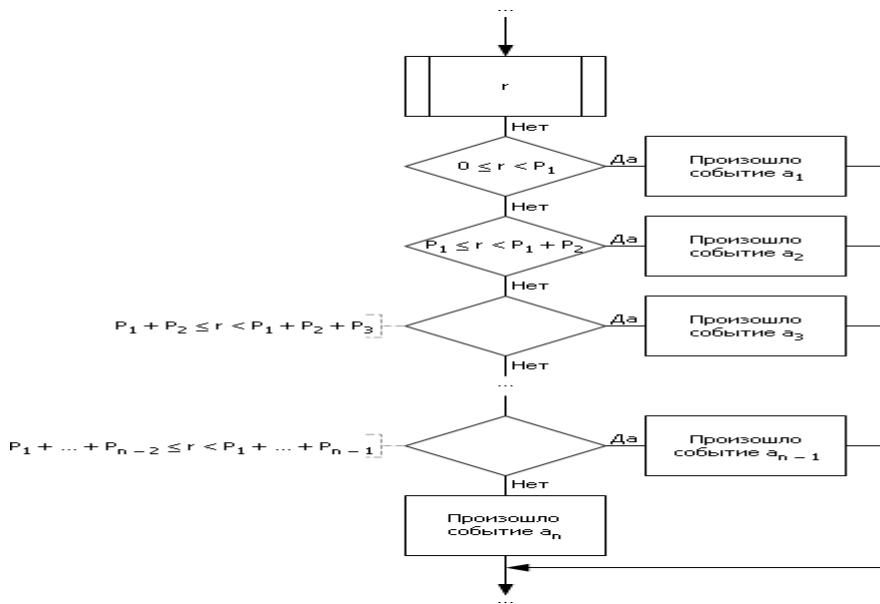 ...
r
Нет
0 ≤ r < P₁
Да
Произошло
событие a₁
Нет
P₁ ≤ r < P₁ + P₂
Да
Произошло
событие a₂
Нет
P₁ + P₂ ≤ r < P₁ + P₂ + P₃
Да
Произошло
событие a₃
Нет
...
P₁ + ... + Pₙ₋₂ ≤ r < P₁ + ... + Pₙ₋₁
Да
Произошло
событие aₙ₋₁
Нет
Произошло
событие aₙ
...